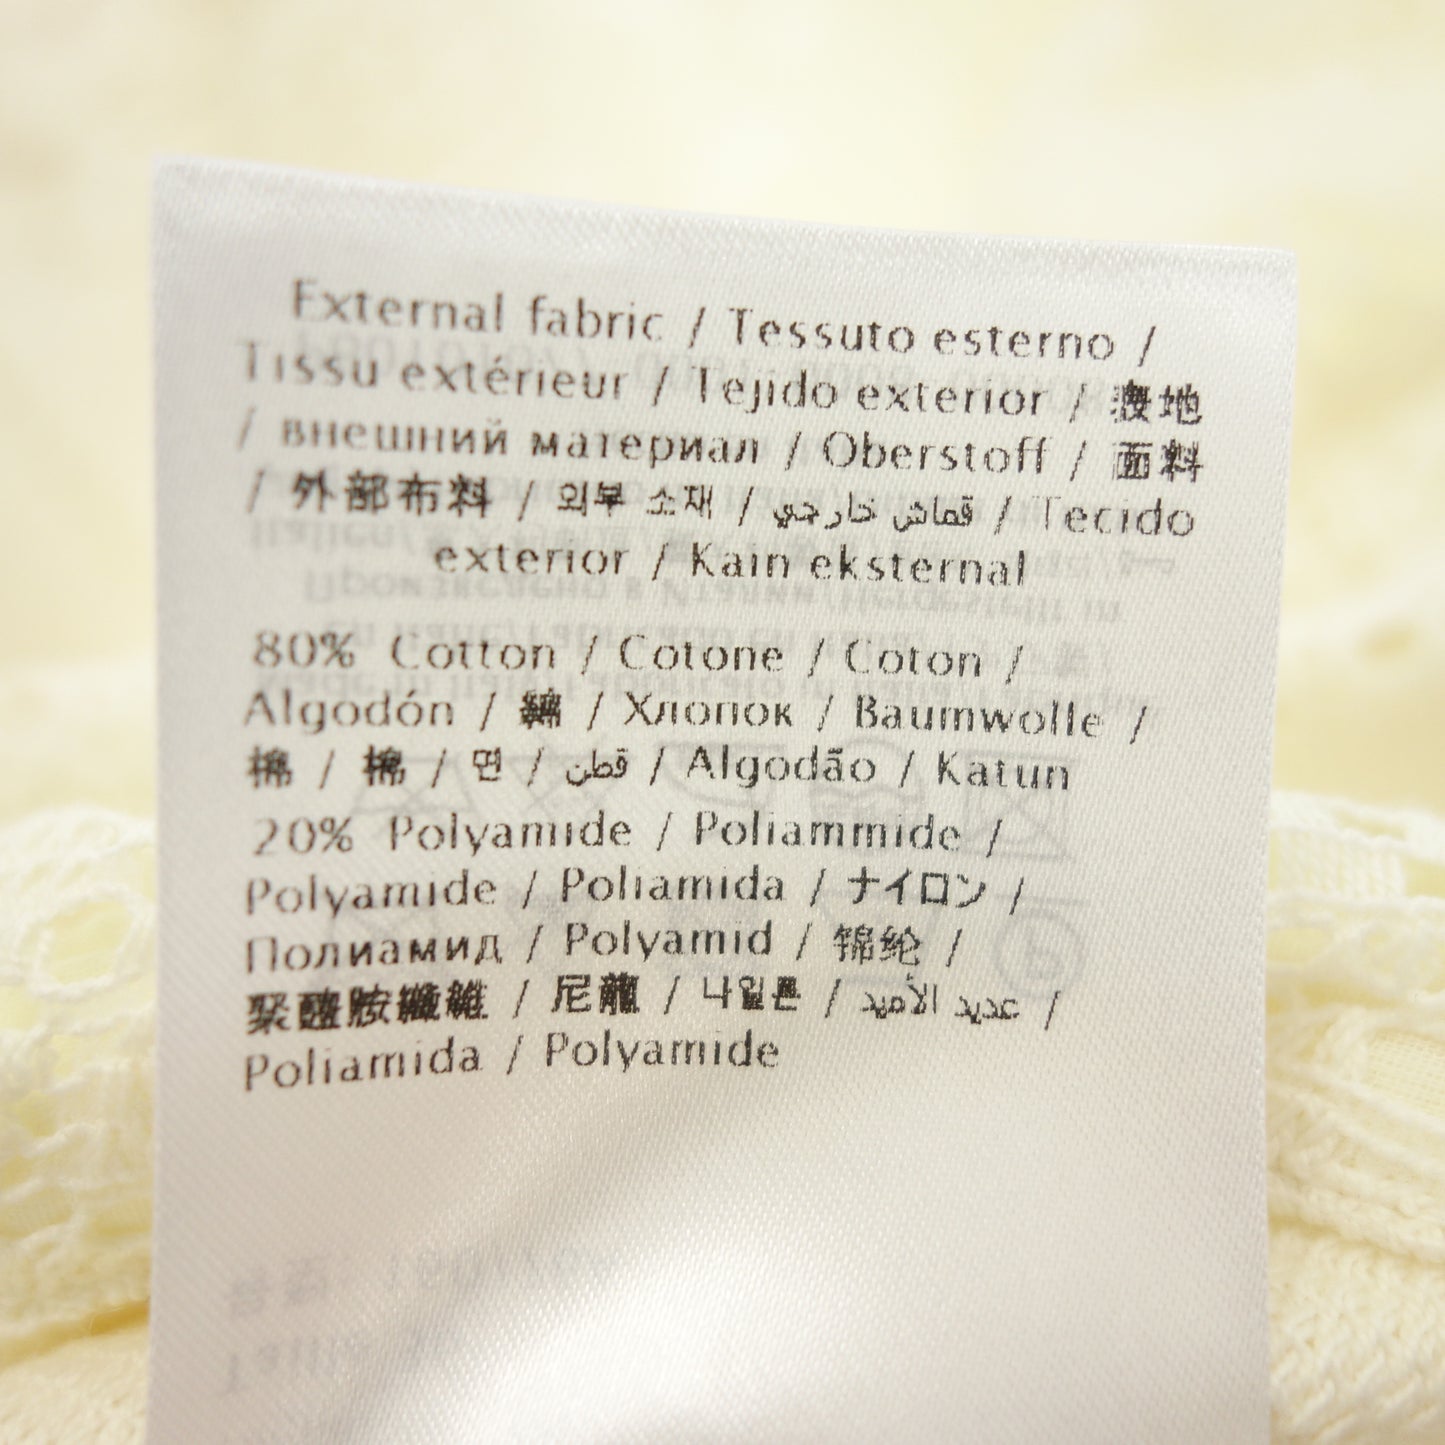 External fabric / Tessuto esterno /
Tissu extérieur / Tejido exterior / 表地
/ внешний материал / Oberstoff / 面料
/ 外部布料 / 외부 소재 / قماش خارجي / Tecido
exterior / Kain eksternal
80% Cotton / Cotone / Coton /
Algodón / 綿 / Хлопок / Baumwolle /
棉 / 棉 / 면 / قطن / Algodão / Katun
20% Polyamide / Poliammide /
Polyamide / Poliamida / ナイロン /
Полиамид / Polyamid / 锦纶 /
聚醯胺纖維 / 尼龍 / 나일론 / عديد الأميد /
Poliamida / Polyamide